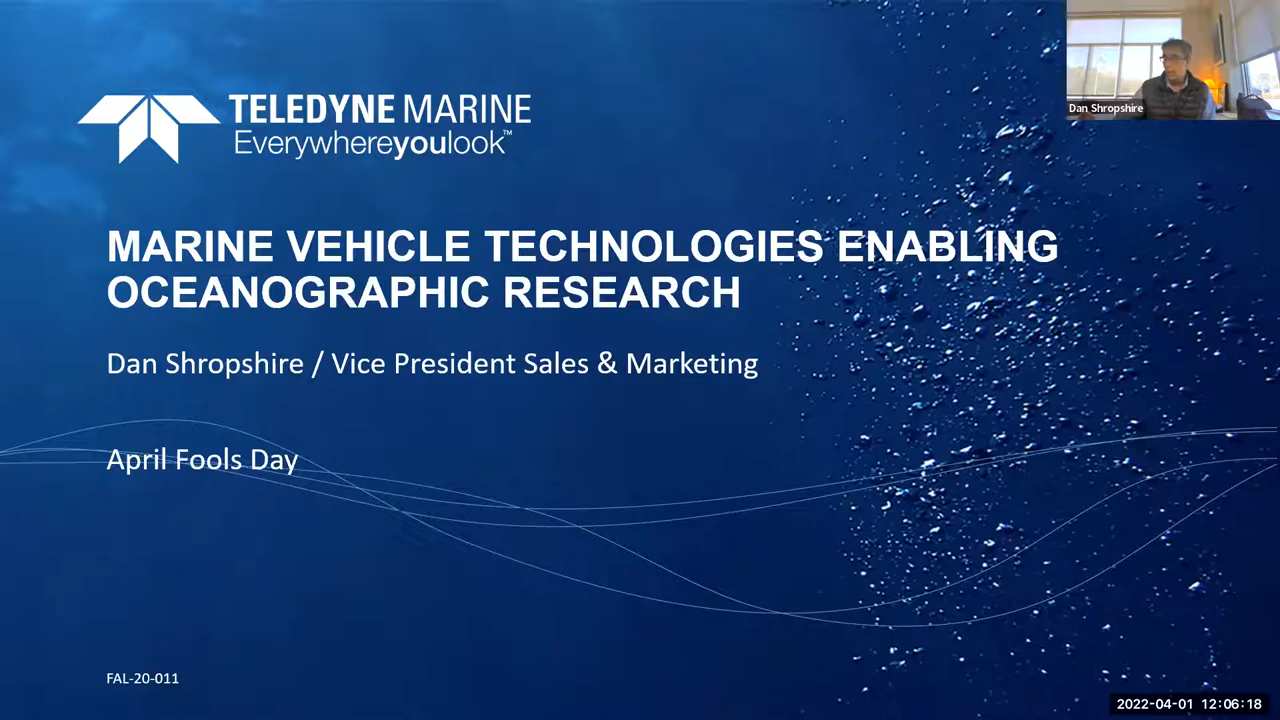 TELEDYNE MARINE
Everywhereyoulook™
Dan Shropshire
MARINE VEHICLE TECHNOLOGIES ENABLING
OCEANOGRAPHIC RESEARCH
Dan Shropshire / Vice President Sales & Marketing
April Fools Day
FAL-20-011
2022-04-01 12:06:18